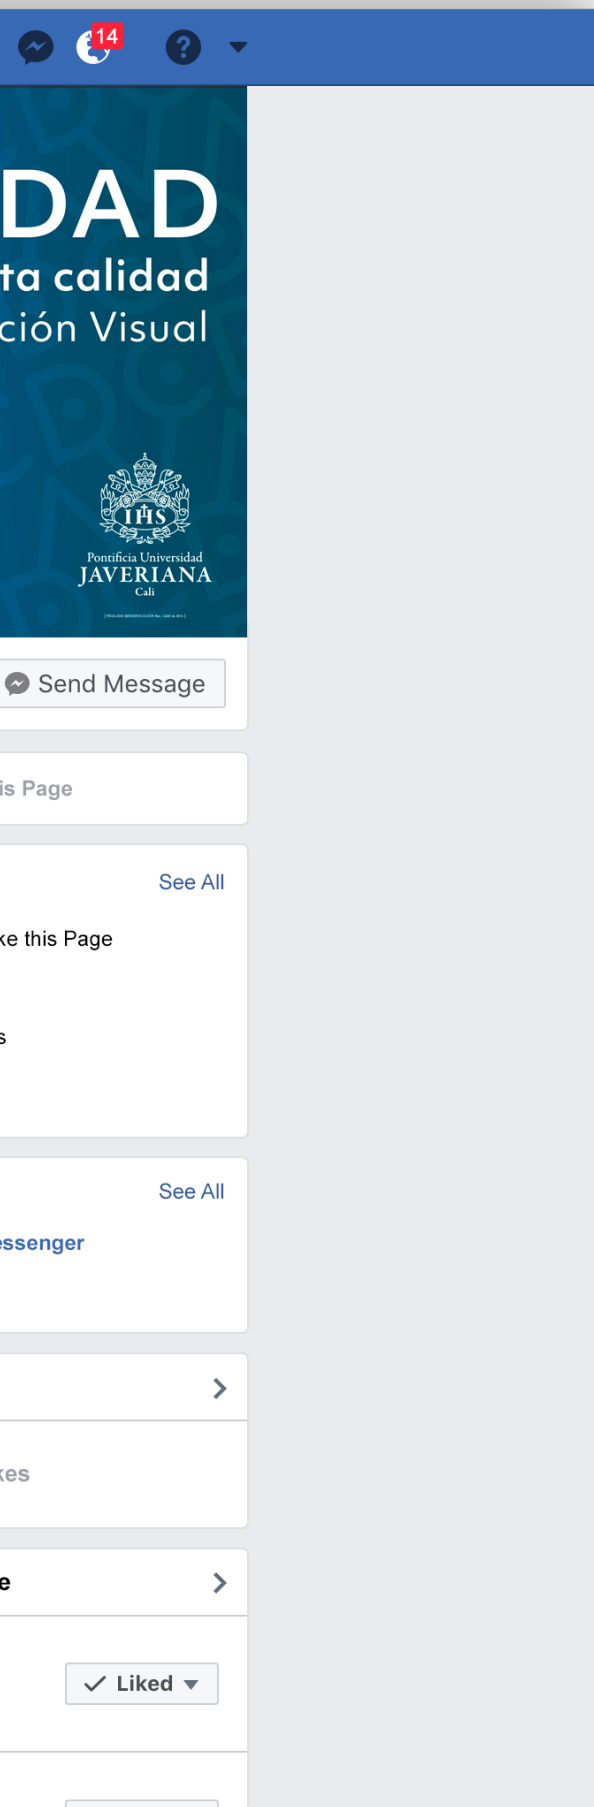 14
?
DAD
ta calidad
ción Visual
IHS
Pontificia Universidad
JAVERIANA
Cali
Send Message
is Page
See All
ke this Page
s
See All
essenger
kes
e
Liked